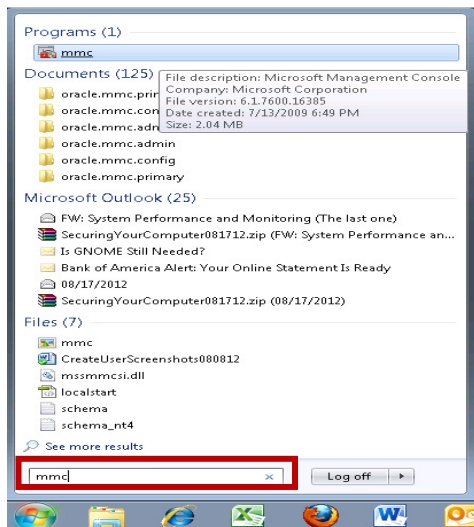 Programs (1)
mmc
Documents (125)
File description: Microsoft Management Console
Company: Microsoft Corporation
File version: 6.1.7600.16385
Date created: 7/13/2009 6:49 PM
Size: 2.04 MB
oracle.mmc.prin
oracle.mmc.con
oracle.mmc.adn
oracle.mmc.admin
oracle.mmc.config
oracle.mmc.primary
Microsoft Outlook (25)
FW: System Performance and Monitoring (The last one)
SecuringYourComputer081712.zip (FW: System Performance an...
Is GNOME Still Needed?
Bank of America Alert: Your Online Statement Is Ready
08/17/2012
SecuringYourComputer081712.zip (08/17/2012)
Files (7)
mmc
CreateUserScreenshots080812
mssmmcsi.dll
localstart
schema
schema_nt4
See more results
mmc
Log off